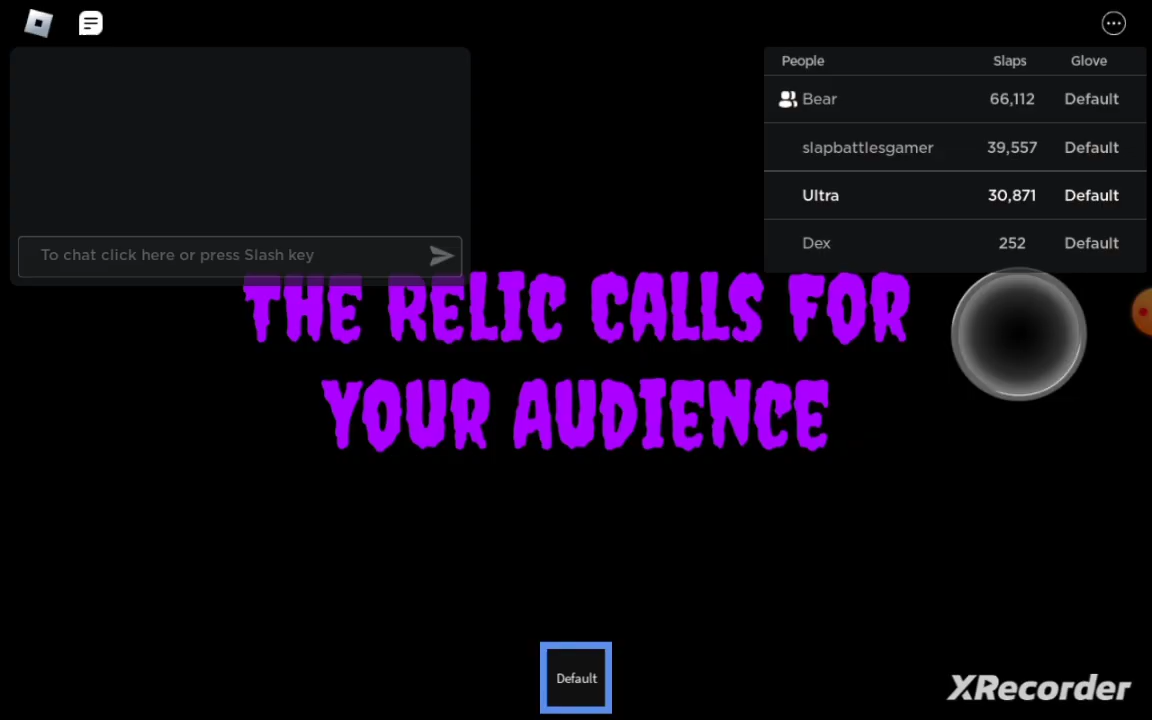 People Slaps Glove
Bear 66,112 Default
slapbattlesgamer 39,557 Default
Ultra 30,871 Default
Dex 252 Default
To chat click here or press Slash key
THE RELIC CALLS FOR
YOUR AUDIENCE
Default
XRecorder